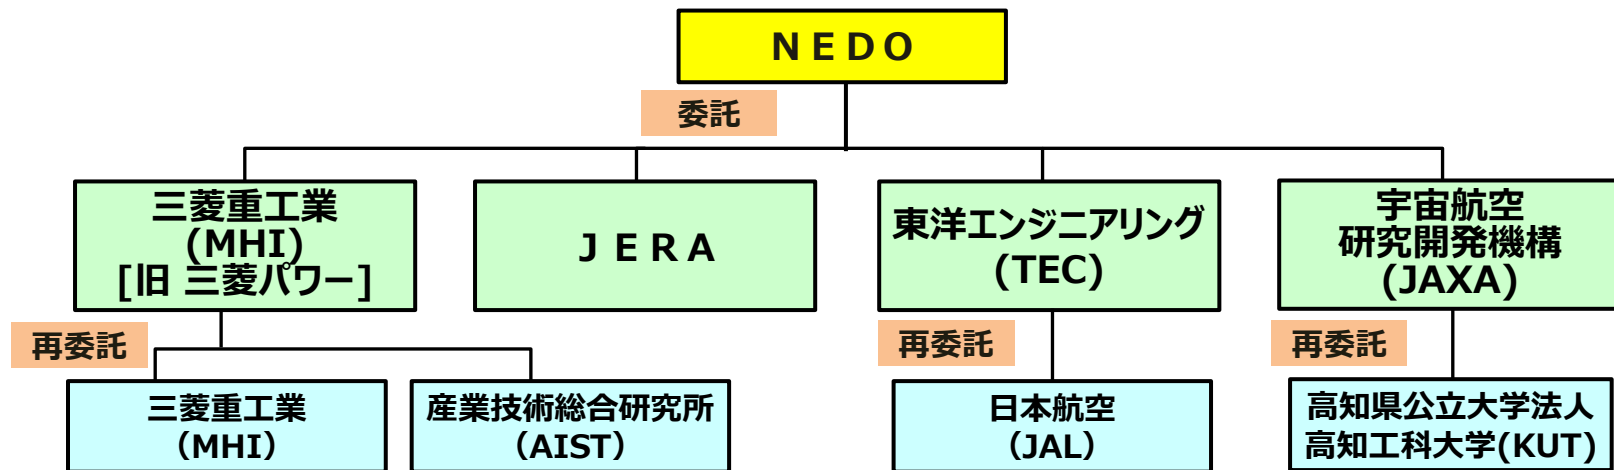 NEDO
委託
三菱重工業
(MHI)
[旧 三菱パワー]
JERA
東洋エンジニアリング
(TEC)
宇宙航空
研究開発機構
(JAXA)
再委託
再委託
再委託
三菱重工業
（MHI）
産業技術総合研究所
（AIST）
日本航空
（JAL）
高知県公立大学法人
高知工科大学(KUT)